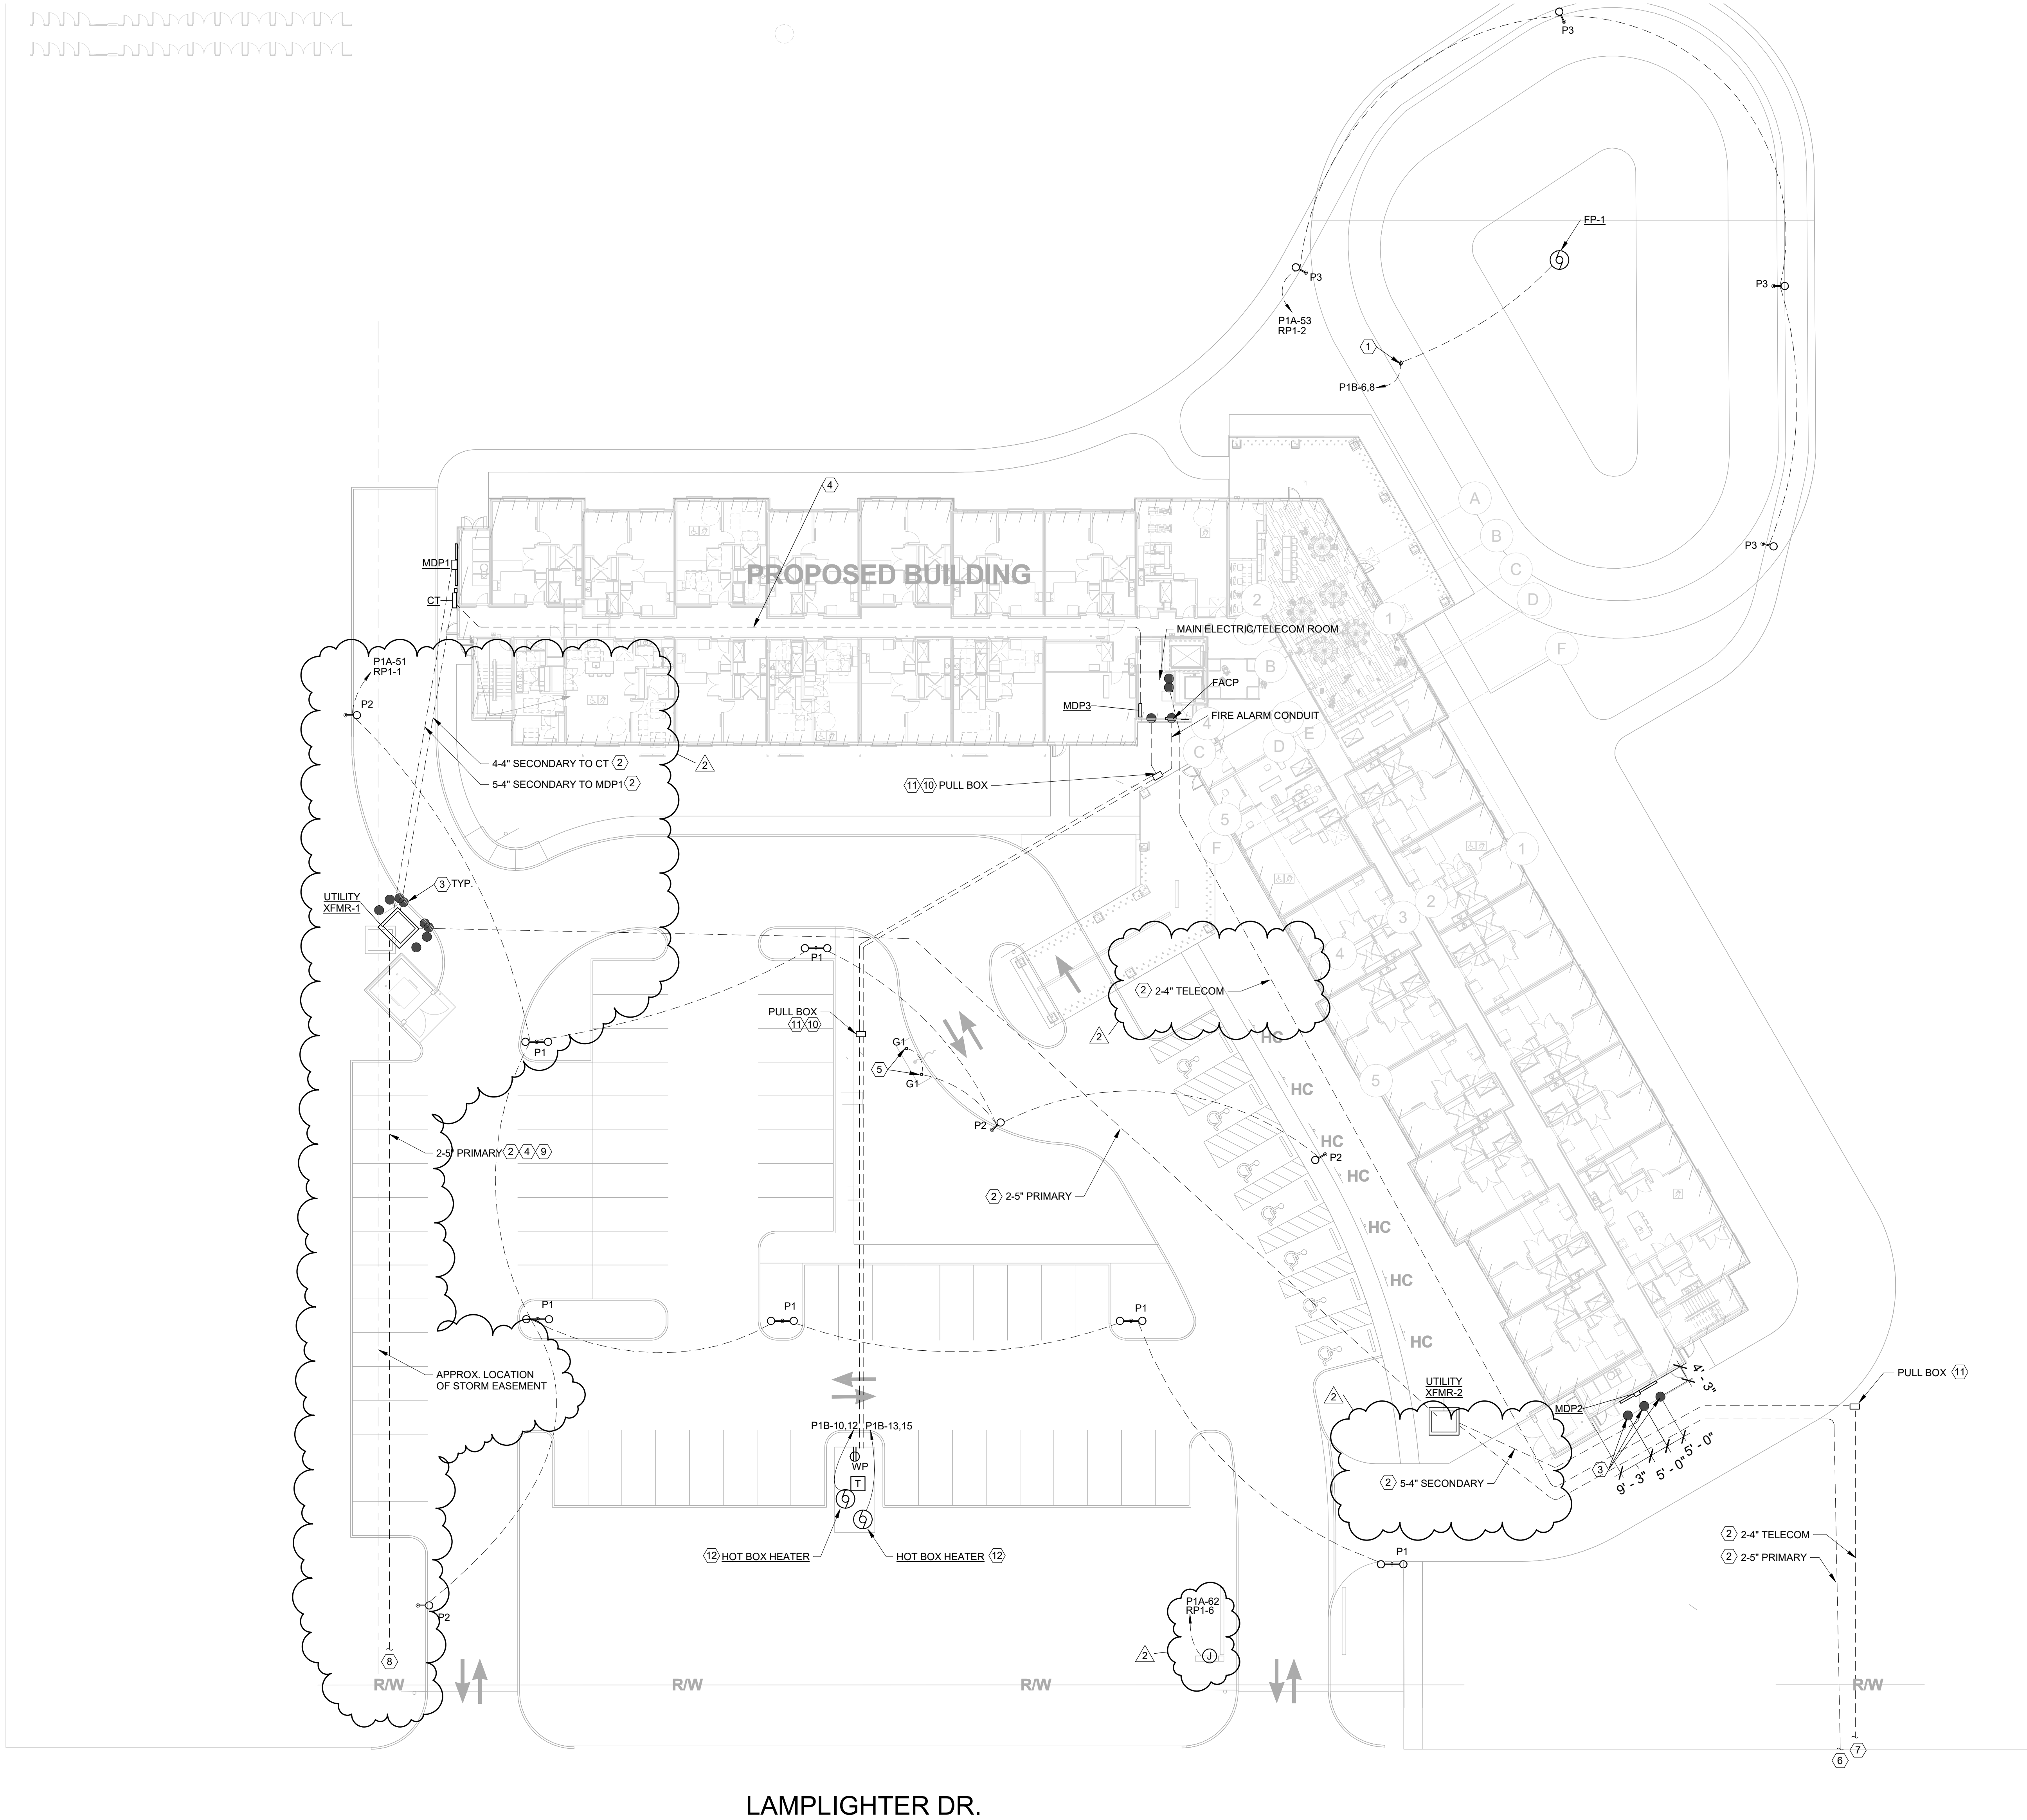 P3
FP-1
P3
P3
P1A-53
RP1-2
1
P1B-6,8
4
A
B
P3
MDP1
PROPOSED BUILDING
C
CT
2
D
1
MAIN ELECTRIC/TELECOM ROOM
F
P1A-51
RP1-1
B
FACP
P2
MDP3
FIRE ALARM CONDUIT
4
E
D
C
4-4" SECONDARY TO CT 2
2
5-4" SECONDARY TO MDP1 2
11 10 PULL BOX
5
F
1
3 TYP.
UTILITY
XFMR-1
2
3
P1
4
2 2-4" TELECOM
PULL BOX
11 10
2
HC
G1
P1
5
G1
5
HC
P2
HC
2-5" PRIMARY 2 4 9
P2
HC
2 2-5" PRIMARY
HC
HC
P1
P1
P1
HC
APPROX. LOCATION
OF STORM EASEMENT
4' - 3"
UTILITY
XFMR-2
PULL BOX 11
2
MDP2
P1B-10,12
P1B-13,15
5' - 0"
WP
3
5' - 0"
T
2 5-4" SECONDARY
9' - 3"
2 2-4" TELECOM
12 HOT BOX HEATER
HOT BOX HEATER 12
P1
2 2-5" PRIMARY
P1A-62
RP1-6
P2
2
J
8
R/W
R/W
R/W
R/W
6
7
LAMPLIGHTER DR.